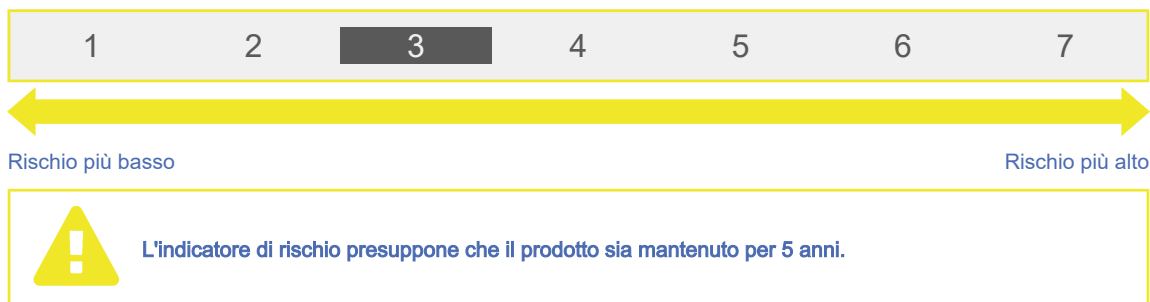 1 2 3 4 5 6 7
Rischio più basso Rischio più alto
L'indicatore di rischio presuppone che il prodotto sia mantenuto per 5 anni.